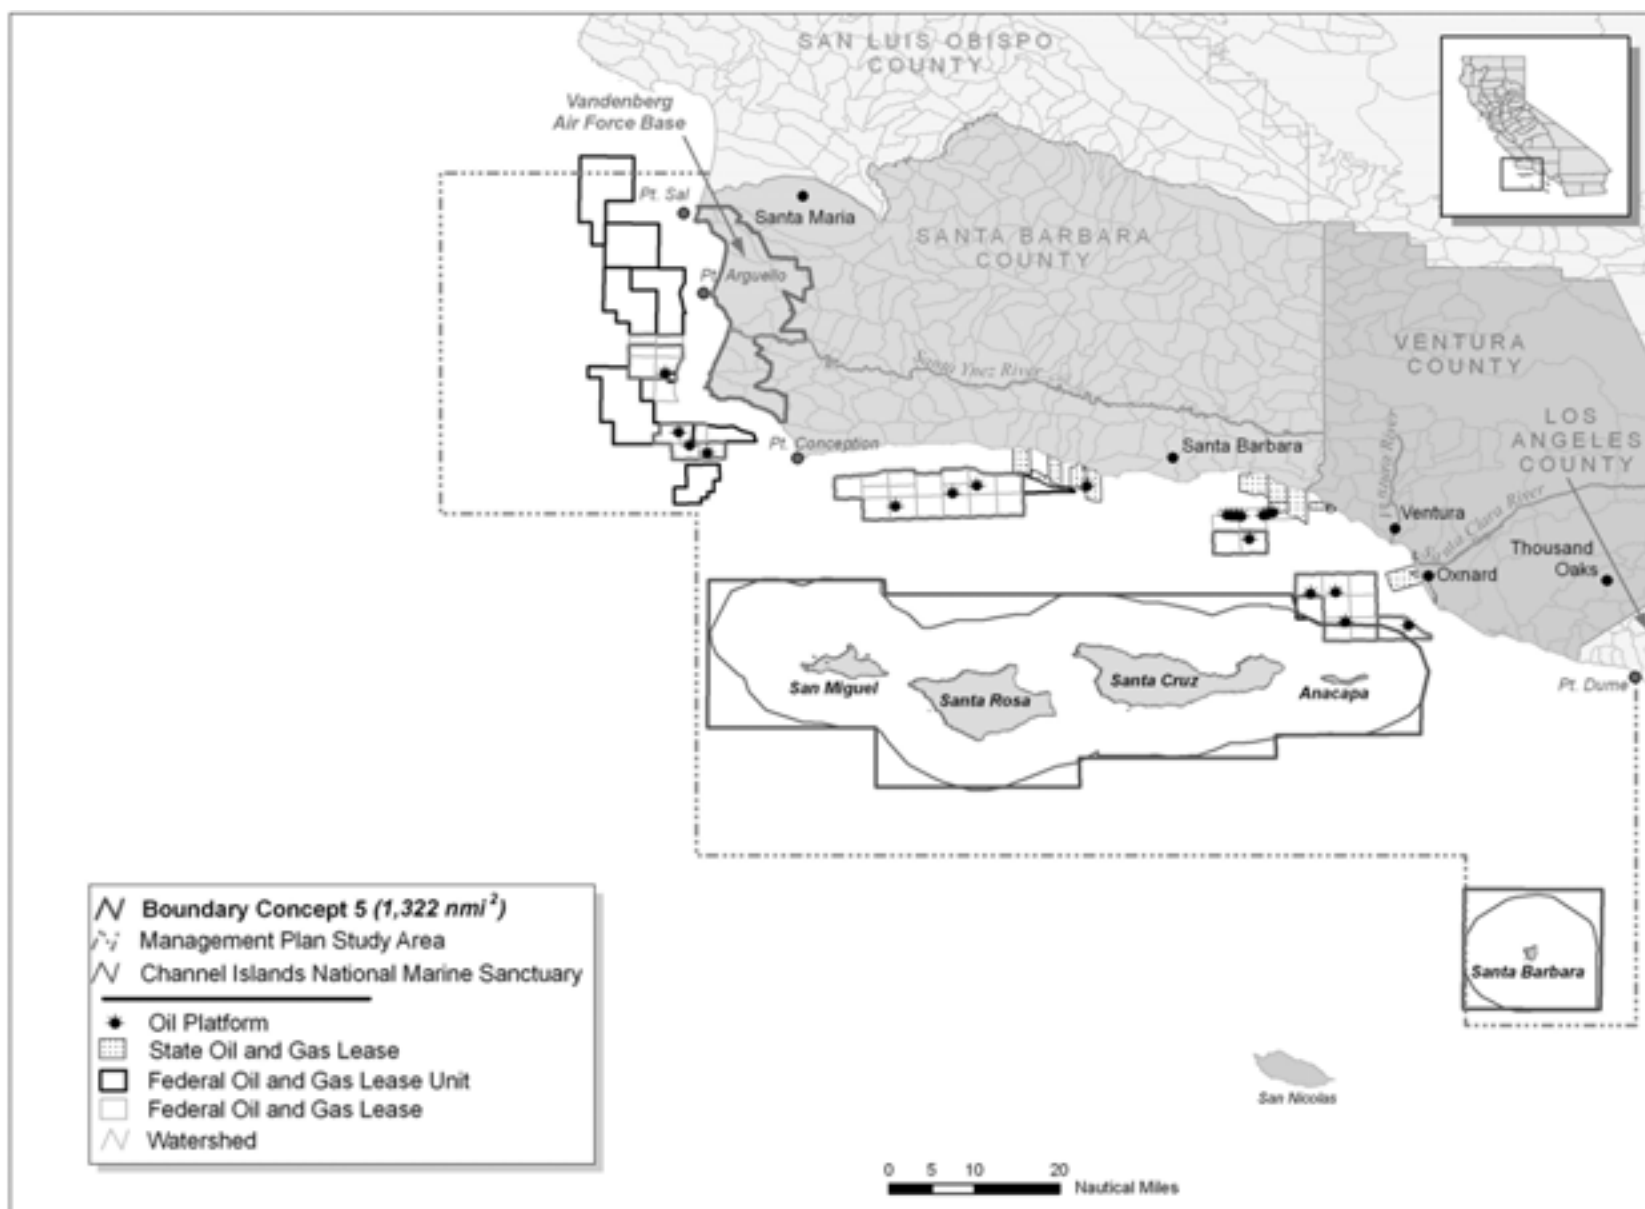 SAN LUIS OBISPO
COUNTY
Vandenberg
Air Force Base
Pt. Sal
Santa Maria
SANTA BARBARA
COUNTY
Pt. Arguello
VENTURA
COUNTY
Santa Ynez River
LOS
ANGELES
COUNTY
Pt. Conception
Santa Barbara
Ventura River
Ventura
Santa Clara River
Thousand
Oaks
Oxnard
San Miguel
Santa Rosa
Santa Cruz
Anacapa
Pt. Dume
Boundary Concept 5 (1,322 nmi²)
Management Plan Study Area
Channel Islands National Marine Sanctuary
Oil Platform
State Oil and Gas Lease
Federal Oil and Gas Lease Unit
Federal Oil and Gas Lease
Watershed
Santa Barbara
San Nicolas
0 5 10 20
Nautical Miles